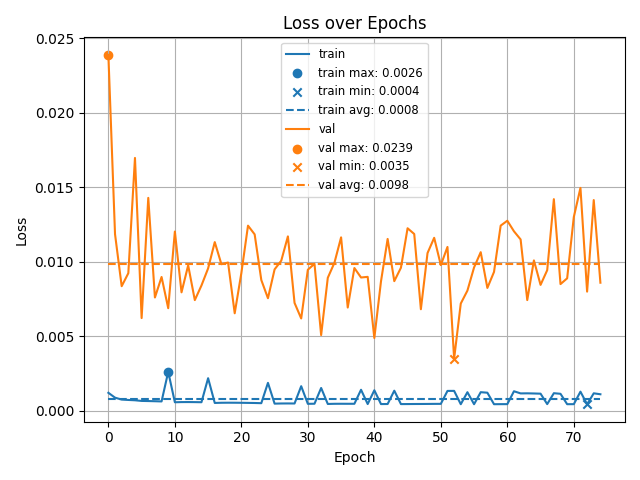 Loss over Epochs
0.025
0.020
0.015
0.010
0.005
0.000
Loss
train
train max: 0.0026
train min: 0.0004
train avg: 0.0008
val
val max: 0.0239
val min: 0.0035
val avg: 0.0098
0 10 20 30 40 50 60 70
Epoch